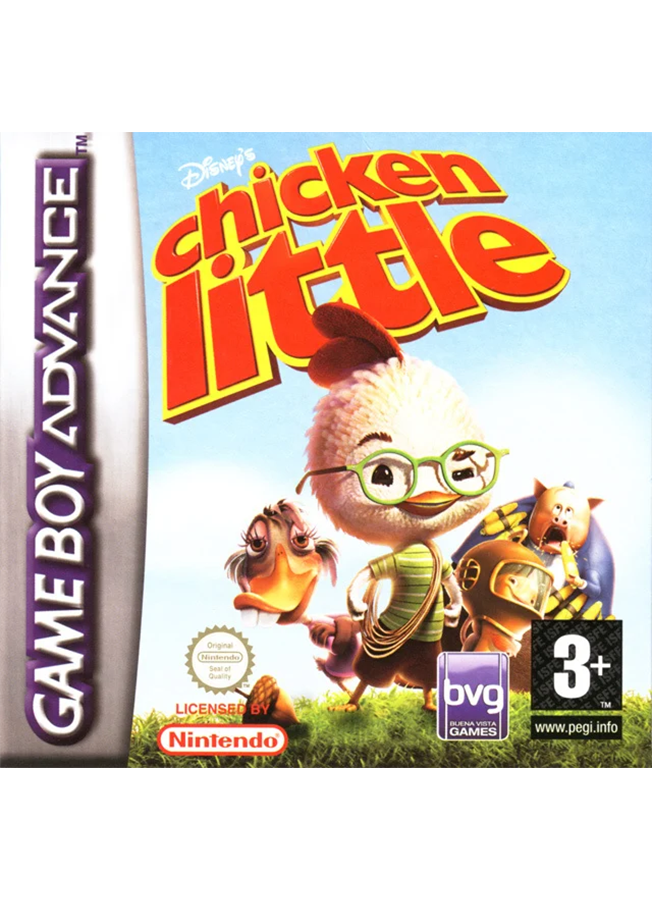 GAME BOY ADVANCE™
Disney's
chicken
little
Original
Nintendo
Seal of
Quality
LICENSED BY
Nintendo
bvg
BUENA VISTA
GAMES
3+
™
www.pegi.info